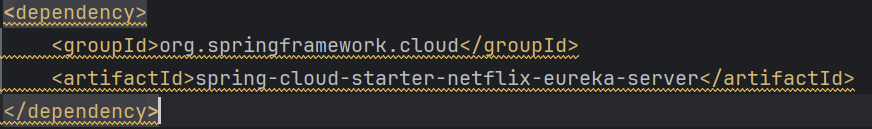 <dependency>
    <groupId>org.springframework.cloud</groupId>
    <artifactId>spring-cloud-starter-netflix-eureka-server</artifactId>
</dependency>